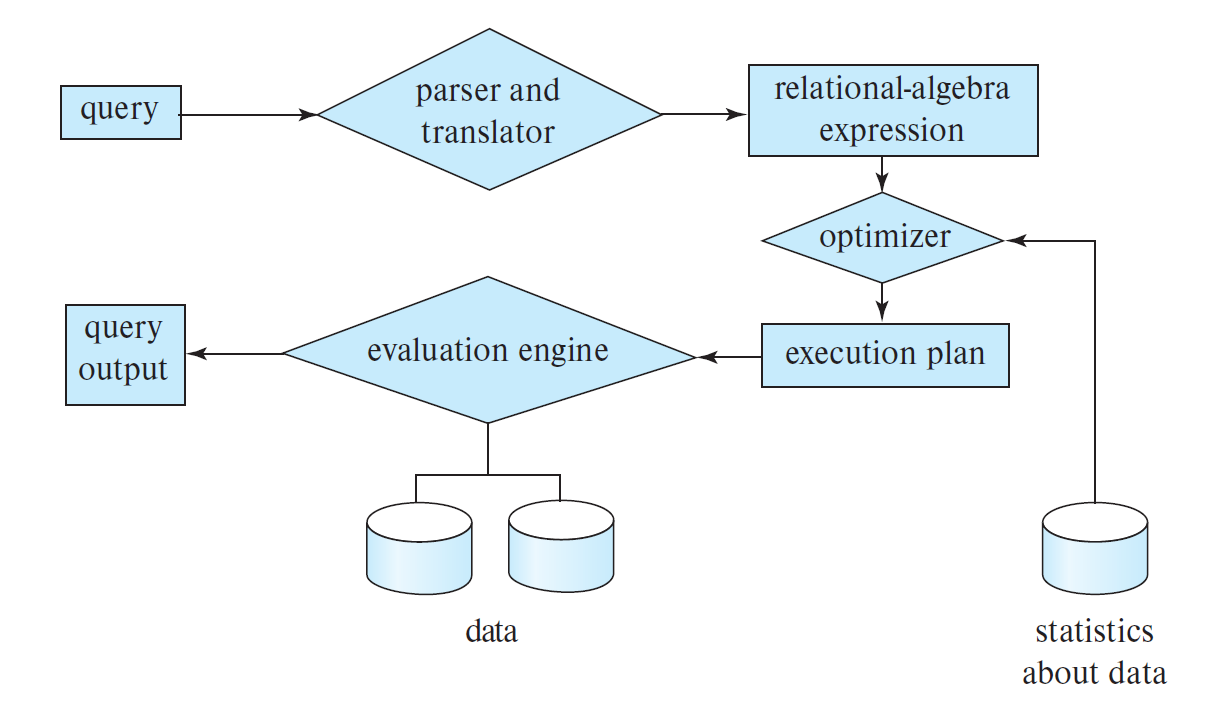 query
parser and
translator
relational-algebra
expression
optimizer
query
output
evaluation engine
execution plan
data
statistics
about data